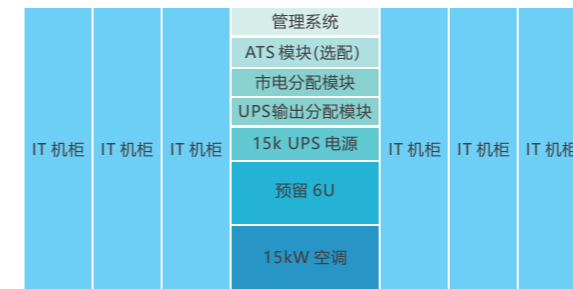 管理系统
ATS 模块(选配)
市电分配模块
UPS输出分配模块
15k UPS 电源
预留 6U
15kW 空调
IT 机柜
IT 机柜
IT 机柜
IT 机柜
IT 机柜
IT 机柜